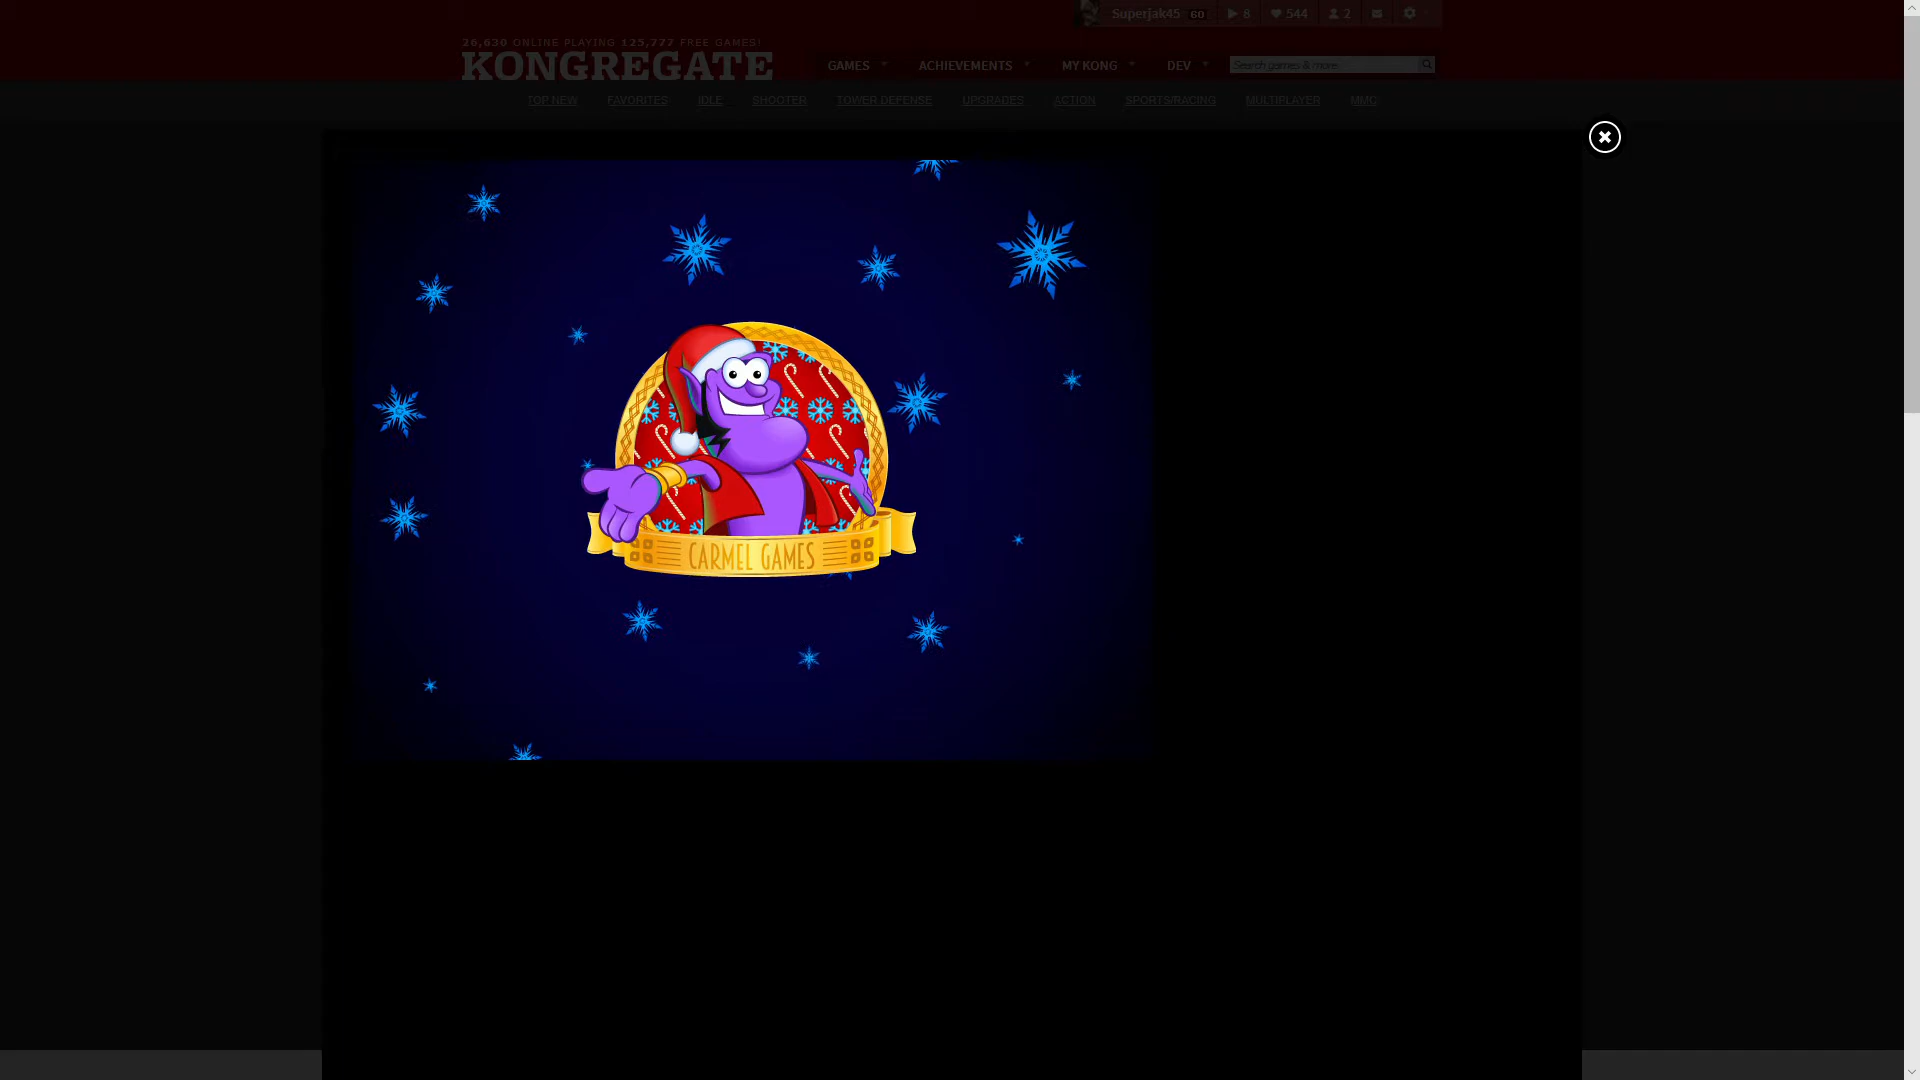 Superjak45 60 8 544 2
26,630 ONLINE PLAYING 125,777 FREE GAMES!
KONGREGATE
GAMES ACHIEVEMENTS MY KONG DEV Search games & more
TOP NEW FAVORITES IDLE SHOOTER TOWER DEFENSE UPGRADES ACTION SPORTS/RACING MULTIPLAYER MMO
CARMEL GAMES